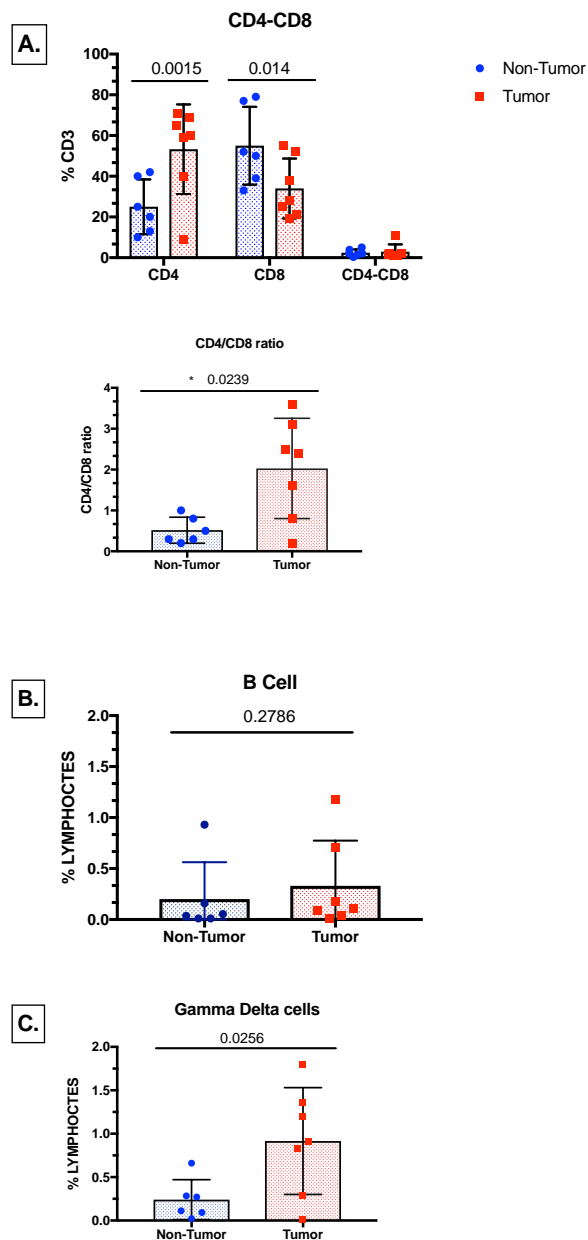 A.
CD4-CD8
Non-Tumor
Tumor
0.0015
0.014
100
80
60
40
20
0
% CD3
CD4
CD8
CD4-CD8
CD4/CD8 ratio
* 0.0239
4
3
2
1
0
CD4/CD8 ratio
Non-Tumor
Tumor
B.
B Cell
0.2786
2.0
1.5
1.0
0.5
0.0
% LYMPHOCTES
Non-Tumor
Tumor
C.
Gamma Delta cells
0.0256
2.0
1.5
1.0
0.5
0.0
% LYMPHOCTES
Non-Tumor
Tumor